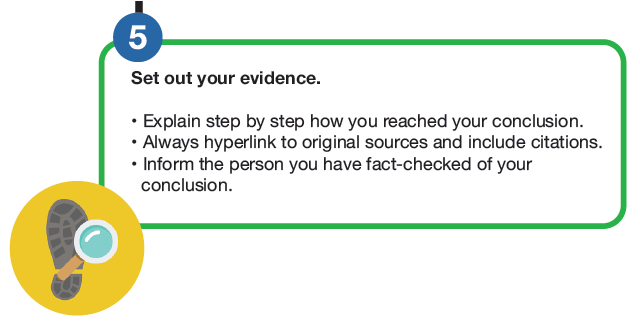 5
Set out your evidence.
• Explain step by step how you reached your conclusion.
• Always hyperlink to original sources and include citations.
• Inform the person you have fact-checked of your
conclusion.